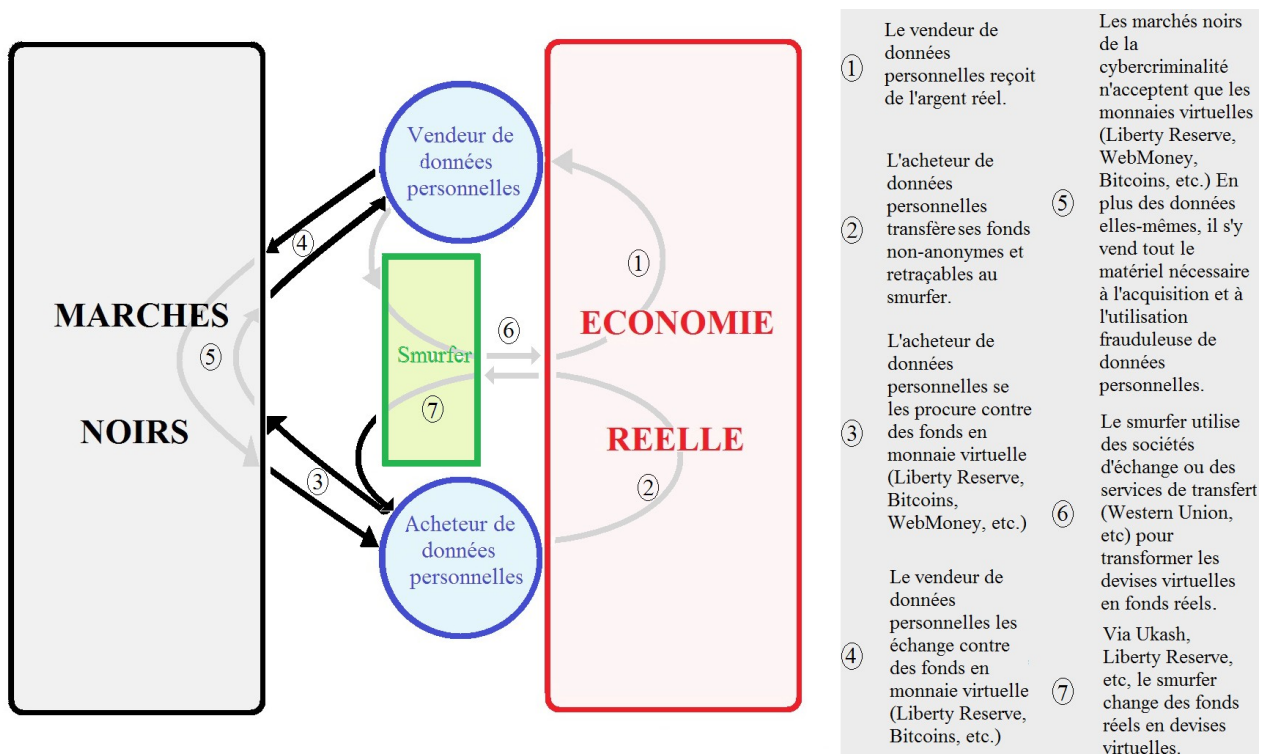 Vendeur de
données
personnelles
④
①
MARCHES
⑥
ECONOMIE
⑤
Smurfer
⑦
NOIRS
REELLE
③
②
Acheteur de
données
personnelles
①
Le vendeur de
données
personnelles reçoit
de l'argent réel.
②
L'acheteur de
données
personnelles
transfère ses fonds
non-anonymes et
retraçables au
smurfer.
③
L'acheteur de
données
personnelles se
les procure contre
des fonds en
monnaie virtuelle
(Liberty Reserve,
Bitcoins,
WebMoney, etc.)
④
Le vendeur de
données
personnelles les
échange contre
des fonds en
monnaie virtuelle
(Liberty Reserve,
Bitcoins, etc.)
⑤
Les marchés noirs
de la
cybercriminalité
n'acceptent que les
monnaies virtuelles
(Liberty Reserve,
WebMoney,
Bitcoins, etc.) En
plus des données
elles-mêmes, il s'y
vend tout le
matériel nécessaire
à l'acquisition et à
l'utilisation
frauduleuse de
données
personnelles.
⑥
Le smurfer utilise
des sociétés
d'échange ou des
services de transfert
(Western Union,
etc) pour
transformer les
devises virtuelles
en fonds réels.
⑦
Via Ukash,
Liberty Reserve,
etc, le smurfer
change des fonds
réels en devises
virtuelles.